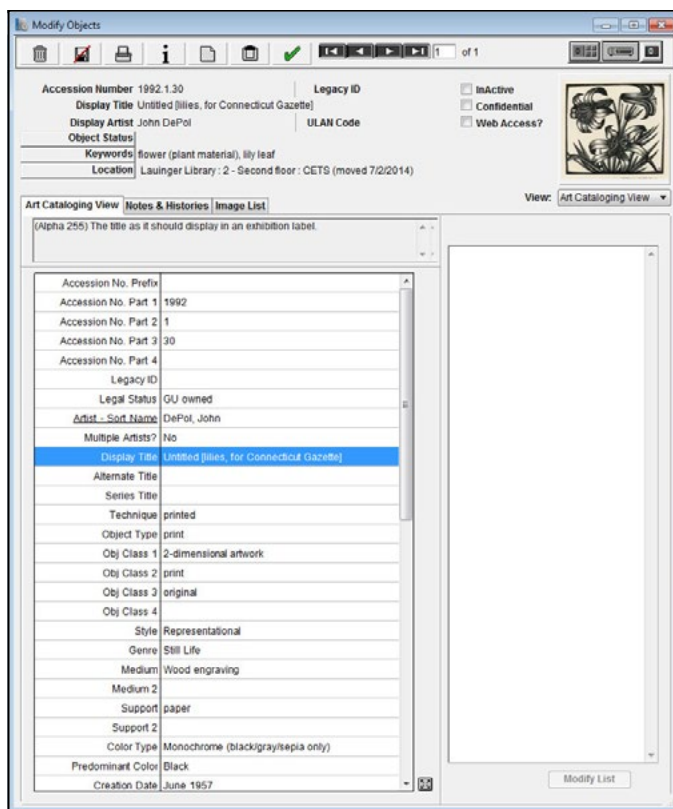 Modify Objects
1 of 1
Accession Number 1992.1.30 Legacy ID InActive
Display Title Untitled [lilies, for Connecticut Gazette] Confidential
Display Artist John DePol ULAN Code Web Access?
Object Status
Keywords flower (plant material), lily leaf
Location Lauinger Library : 2 - Second floor : CETS (moved 7/2/2014)
View: Art Cataloging View
Art Cataloging View Notes & Histories Image List
(Alpha 255) The title as it should display in an exhibition label.
Accession No. Prefix
Accession No. Part 1 1992
Accession No. Part 2 1
Accession No. Part 3 30
Accession No. Part 4
Legacy ID
Legal Status GU owned
Artist - Sort Name DePol, John
Multiple Artists? No
Display Title Untitled [lilies, for Connecticut Gazette]
Alternate Title
Series Title
Technique printed
Object Type print
Obj Class 1 2-dimensional artwork
Obj Class 2 print
Obj Class 3 original
Obj Class 4
Style Representational
Genre Still Life
Medium Wood engraving
Medium 2
Support paper
Support 2
Color Type Monochrome (black/gray/sepia only)
Predominant Color Black
Creation Date June 1957
Modify List